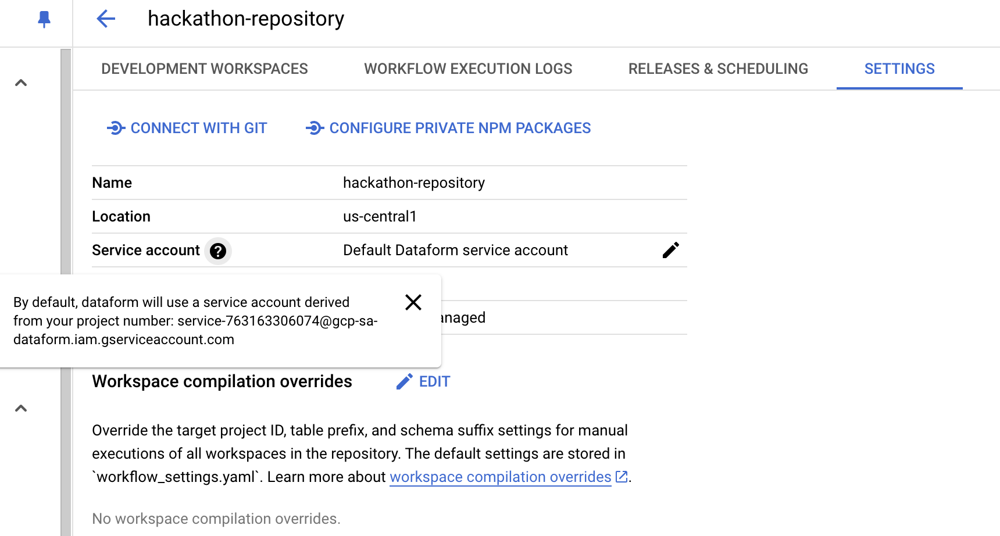 hackathon-repository
DEVELOPMENT WORKSPACES
WORKFLOW EXECUTION LOGS
RELEASES & SCHEDULING
SETTINGS
CONNECT WITH GIT
CONFIGURE PRIVATE NPM PACKAGES
Name hackathon-repository
Location us-central1
Service account ? Default Dataform service account
By default, dataform will use a service account derived
from your project number: service-763163306074@gcp-sa-
dataform.iam.gserviceaccount.com
Workspace compilation overrides
EDIT
Override the target project ID, table prefix, and schema suffix settings for manual
executions of all workspaces in the repository. The default settings are stored in
`workflow_settings.yaml`. Learn more about workspace compilation overrides.
No workspace compilation overrides.